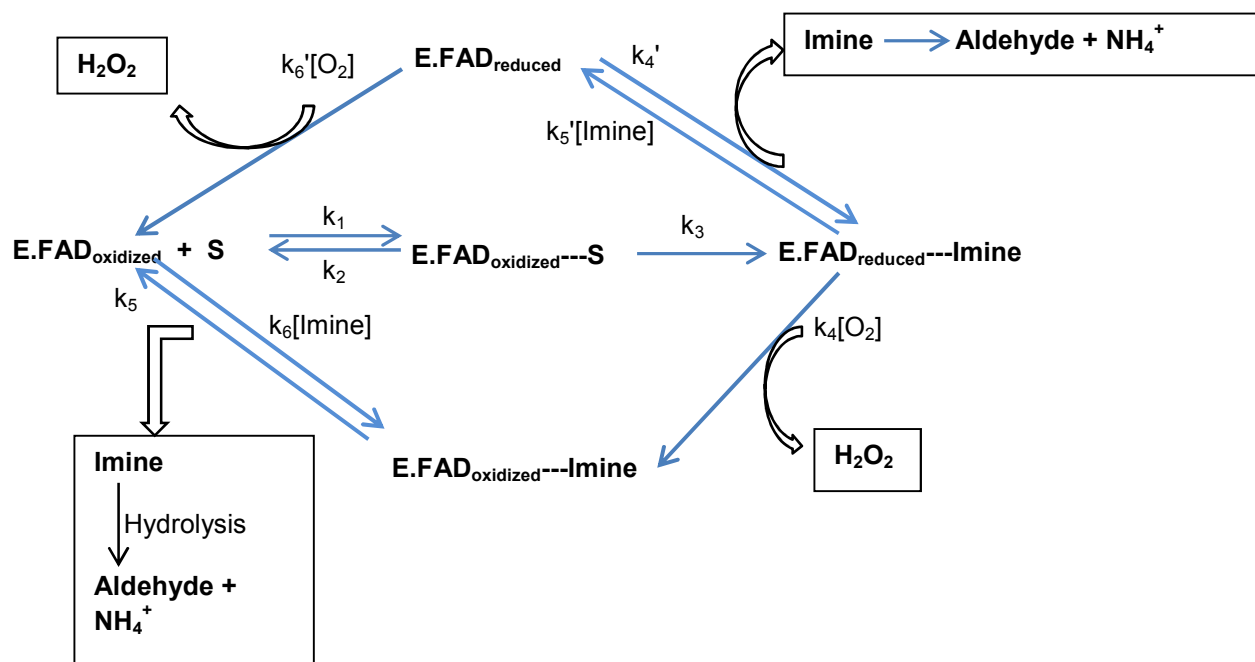 Imine → Aldehyde + NH₄⁺
H₂O₂
k₆'[O₂]
E.FADreduced
k₄'
k₅'[Imine]
E.FADoxidized + S
k₁
k₂
E.FADoxidized---S
k₃
E.FADreduced---Imine
k₅
k₆[Imine]
k₄[O₂]
E.FADoxidized---Imine
H₂O₂
Imine
Hydrolysis
Aldehyde +
NH₄⁺